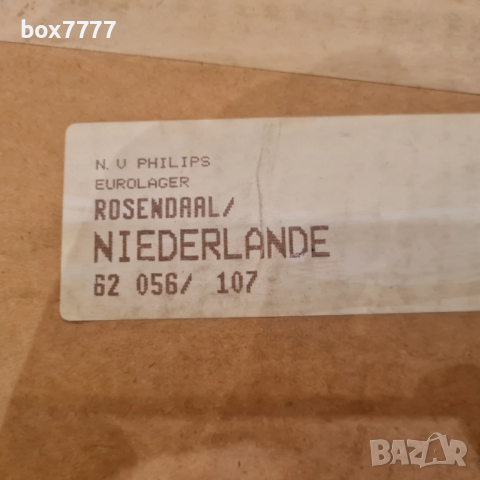 box7777
N. V PHILIPS
EUROLAGER
ROSENDAAL/
NIEDERLANDE
62 056/ 107
BAZAR